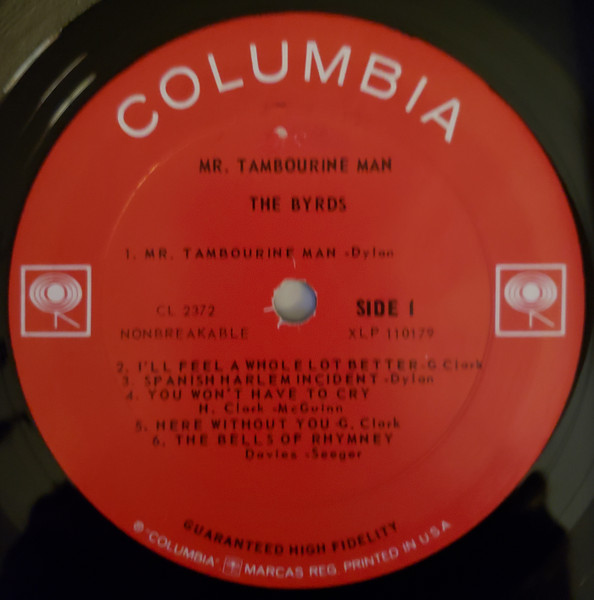 COLUMBIA
MR. TAMBOURINE MAN
THE BYRDS
1. MR. TAMBOURINE MAN -Dylan
CL 2372 SIDE 1
NONBREAKABLE XLP 110179
2. I'LL FEEL A WHOLE LOT BETTER-G Clark
3. SPANISH HARLEM INCIDENT -Dylan
4. YOU WON'T HAVE TO CRY
H. Clark -McGuinn
5. HERE WITHOUT YOU-G. Clark
6. THE BELLS OF RHYMNEY
Davies -Seeger
GUARANTEED HIGH FIDELITY
® "COLUMBIA" MARCAS REG. PRINTED IN U.S.A